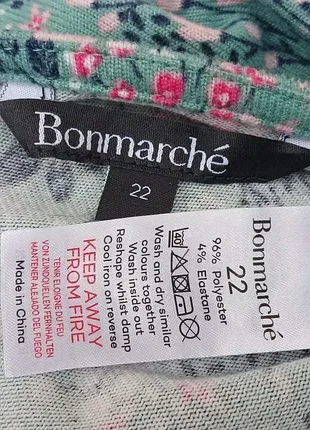 Bonmarché
22
Bonmarché
22
96% Polyester
4% Elastane
Wash and dry similar
colours together
Wash inside out
Reshape whilst damp
Cool iron on reverse
KEEP AWAY
FROM FIRE
TENIR ELOIGNE DU FEU
VON ZUNDQUELLEN FERNHALTEN
MANTENER ALEJADO DEL FUEGO
Made in China